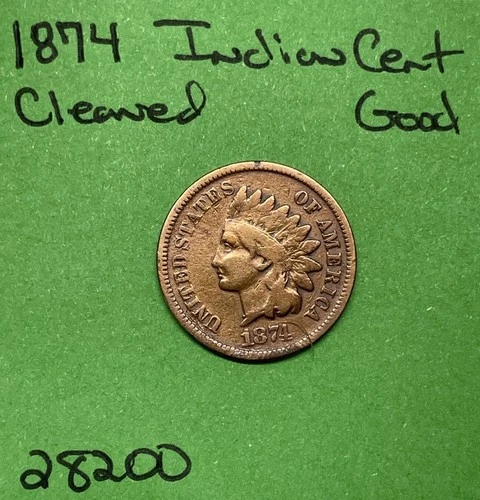 1874 Indian Cent
Cleaned Good
UNITED STATES OF AMERICA
1874
28200